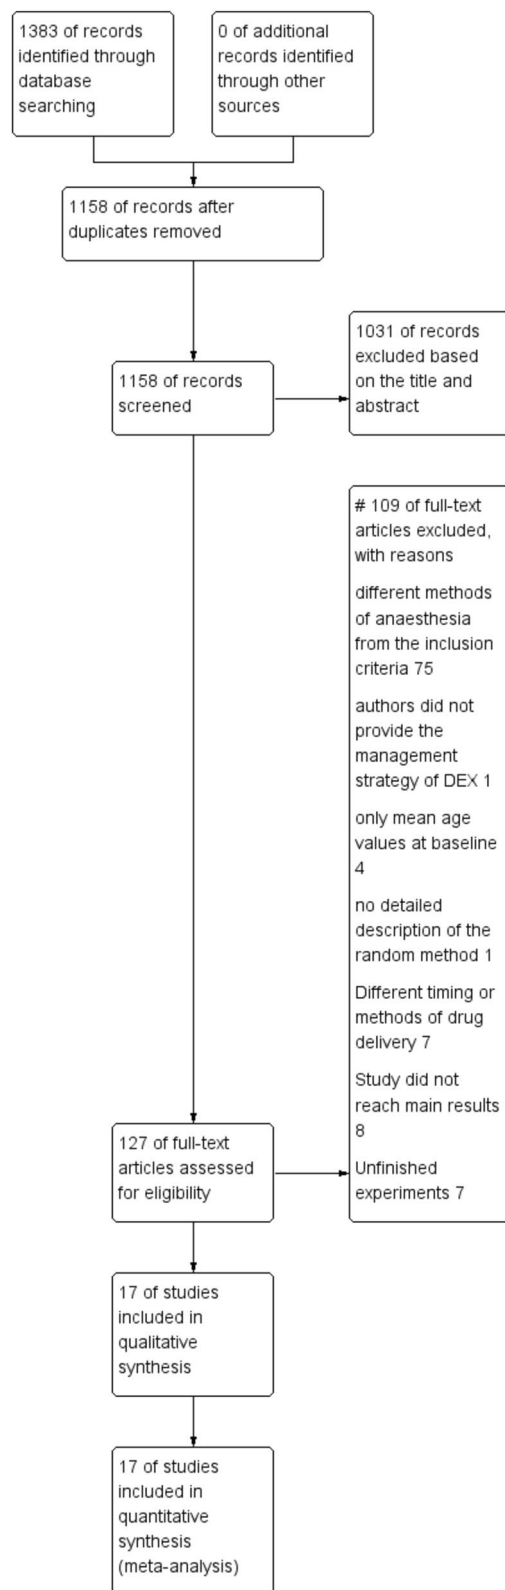 1383 of records
identified through
database
searching
0 of additional
records identified
through other
sources
1158 of records after
duplicates removed
1158 of records
screened
1031 of records
excluded based
on the title and
abstract
# 109 of full-text
articles excluded,
with reasons
different methods
of anaesthesia
from the inclusion
criteria 75
authors did not
provide the
management
strategy of DEX 1
only mean age
values at baseline
4
no detailed
description of the
random method 1
Different timing or
methods of drug
delivery 7
Study did not
reach main results
8
Unfinished
experiments 7
127 of full-text
articles assessed
for eligibility
17 of studies
included in
qualitative
synthesis
17 of studies
included in
quantitative
synthesis
(meta-analysis)